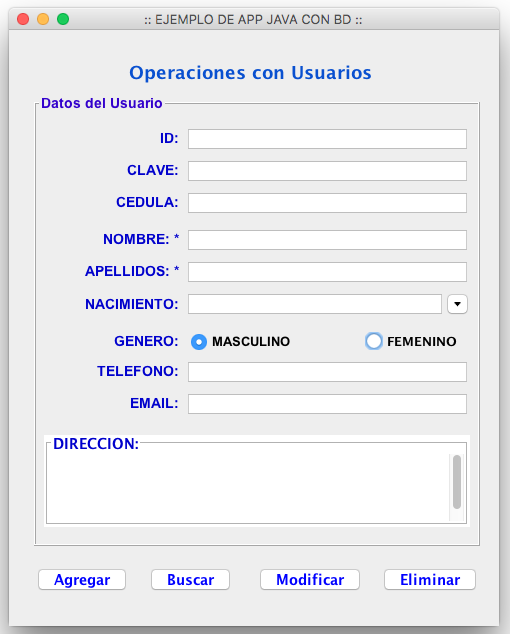 :: EJEMPLO DE APP JAVA CON BD ::
Operaciones con Usuarios
Datos del Usuario
ID:
CLAVE:
CEDULA:
NOMBRE: *
APELLIDOS: *
NACIMIENTO:
GENERO: MASCULINO FEMENINO
TELEFONO:
EMAIL:
DIRECCION:
Agregar Buscar Modificar Eliminar